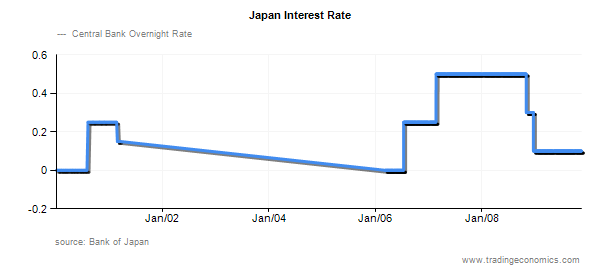 Japan Interest Rate
--- Central Bank Overnight Rate
0.6
0.4
0.2
0
-0.2
Jan/02 Jan/04 Jan/06 Jan/08
source: Bank of Japan
www.tradingeconomics.com